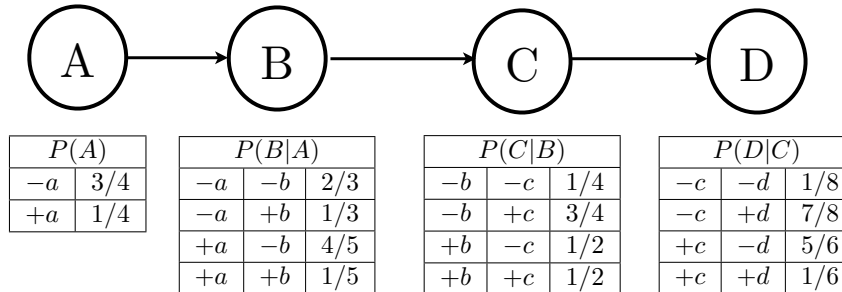 A B C D
P(A) P(B|A) P(C|B) P(D|C)
−a 3/4 −a −b 2/3 −b −c 1/4 −c −d 1/8
+a 1/4 −a +b 1/3 −b +c 3/4 −c +d 7/8
+a −b 4/5 +b −c 1/2 +c −d 5/6
+a +b 1/5 +b +c 1/2 +c +d 1/6